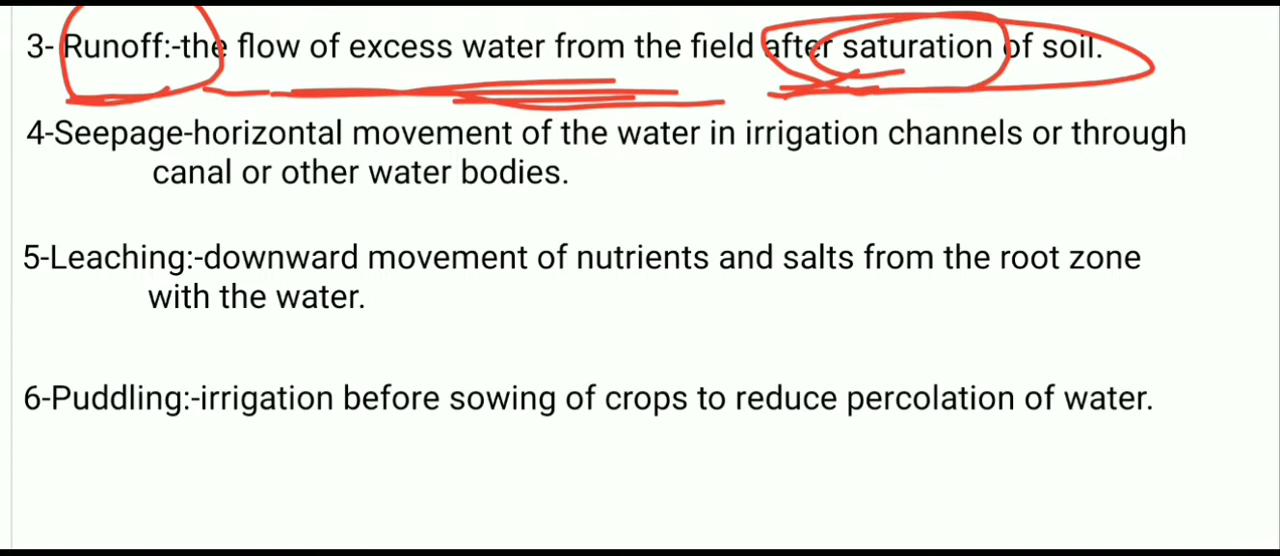 3- Runoff:-the flow of excess water from the field after saturation of soil.
4-Seepage-horizontal movement of the water in irrigation channels or through
canal or other water bodies.
5-Leaching:-downward movement of nutrients and salts from the root zone
with the water.
6-Puddling:-irrigation before sowing of crops to reduce percolation of water.